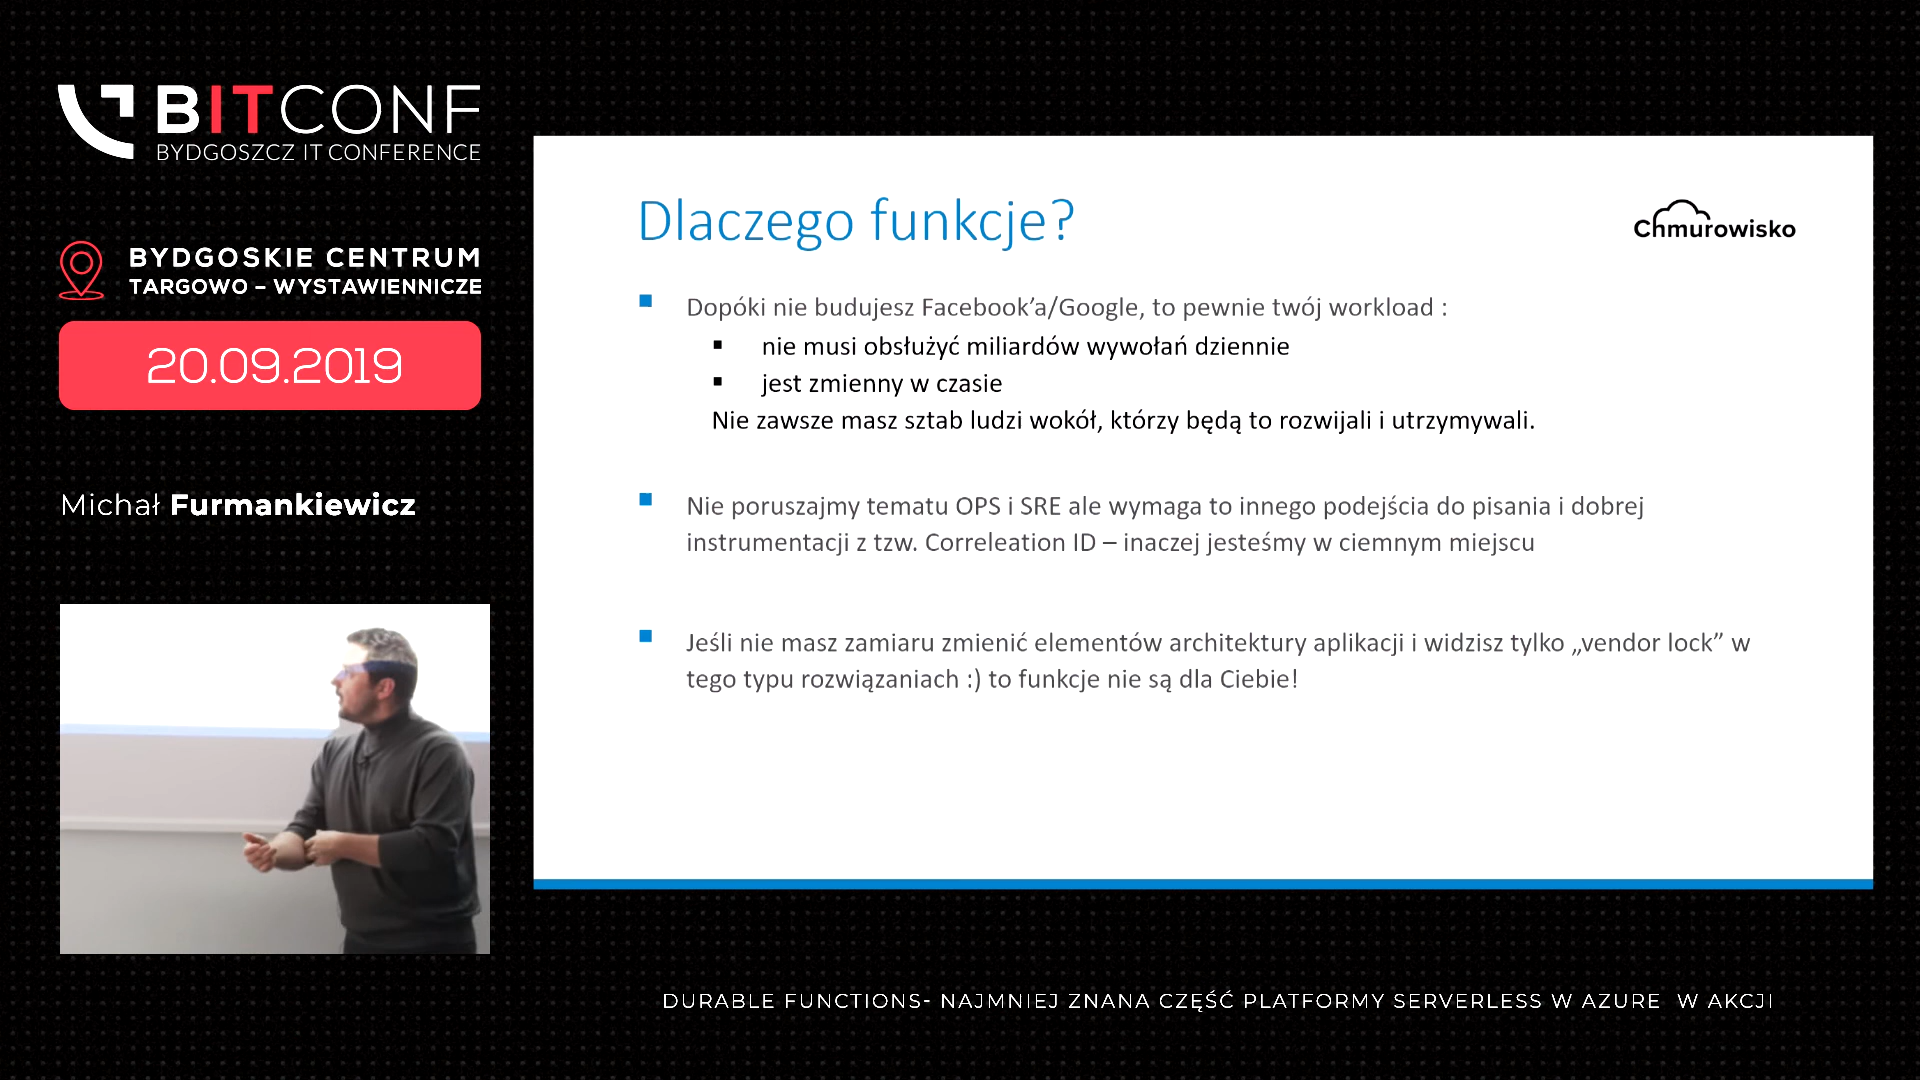 BITCONF
BYDGOSZCZ IT CONFERENCE
BYDGOSKIE CENTRUM
TARGOWO – WYSTAWIENNICZE
20.09.2019
Michał Furmankiewicz
Dlaczego funkcje?
Chmurowisko
Dopóki nie budujesz Facebook’a/Google, to pewnie twój workload :
nie musi obsłużyć miliardów wywołań dziennie
jest zmienny w czasie
Nie zawsze masz sztab ludzi wokół, którzy będą to rozwijali i utrzymywali.
Nie poruszajmy tematu OPS i SRE ale wymaga to innego podejścia do pisania i dobrej
instrumentacji z tzw. Correleation ID – inaczej jesteśmy w ciemnym miejscu
Jeśli nie masz zamiaru zmienić elementów architektury aplikacji i widzisz tylko „vendor lock” w
tego typu rozwiązaniach :) to funkcje nie są dla Ciebie!
DURABLE FUNCTIONS- NAJMNIEJ ZNANA CZĘŚĆ PLATFORMY SERVERLESS W AZURE W AKCJI